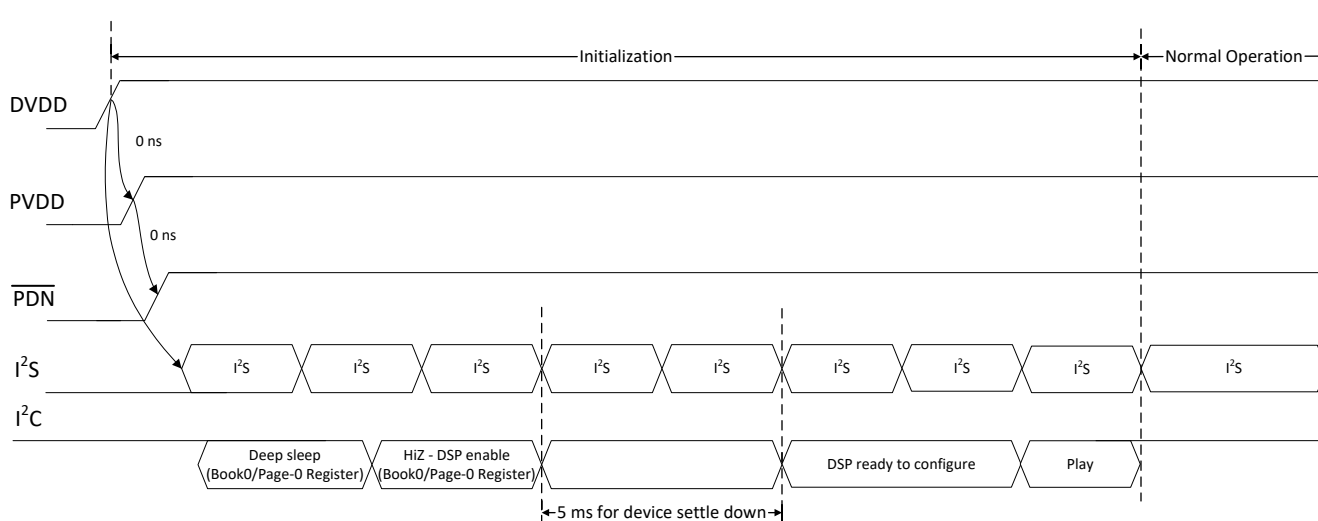 Initialization
Normal Operation
DVDD
0 ns
PVDD
0 ns
PDN
I²S
I²S
I²S
I²S
I²S
I²S
I²S
I²S
I²S
I²S
I²C
Deep sleep
(Book0/Page-0 Register)
HiZ - DSP enable
(Book0/Page-0 Register)
DSP ready to configure
Play
5 ms for device settle down